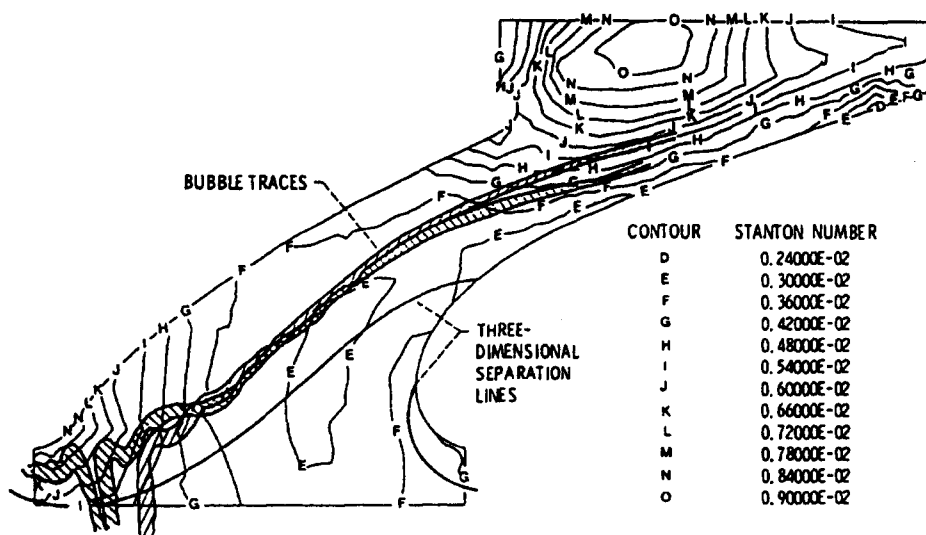 M N O N M L K J I
G L K I
H J J N O N M M L K K J J I H G H G
J I H G F E D E F G
BUBBLE TRACES
H G F G F E
F F F E E
CONTOUR STANTON NUMBER
D 0.24000E-02
E 0.30000E-02
F 0.36000E-02
G 0.42000E-02
H 0.48000E-02
I 0.54000E-02
J 0.60000E-02
K 0.66000E-02
L 0.72000E-02
M 0.78000E-02
N 0.84000E-02
O 0.90000E-02
THREE-
DIMENSIONAL
SEPARATION
LINES
I H G E E
N N L K J E E F
K J I G E F G